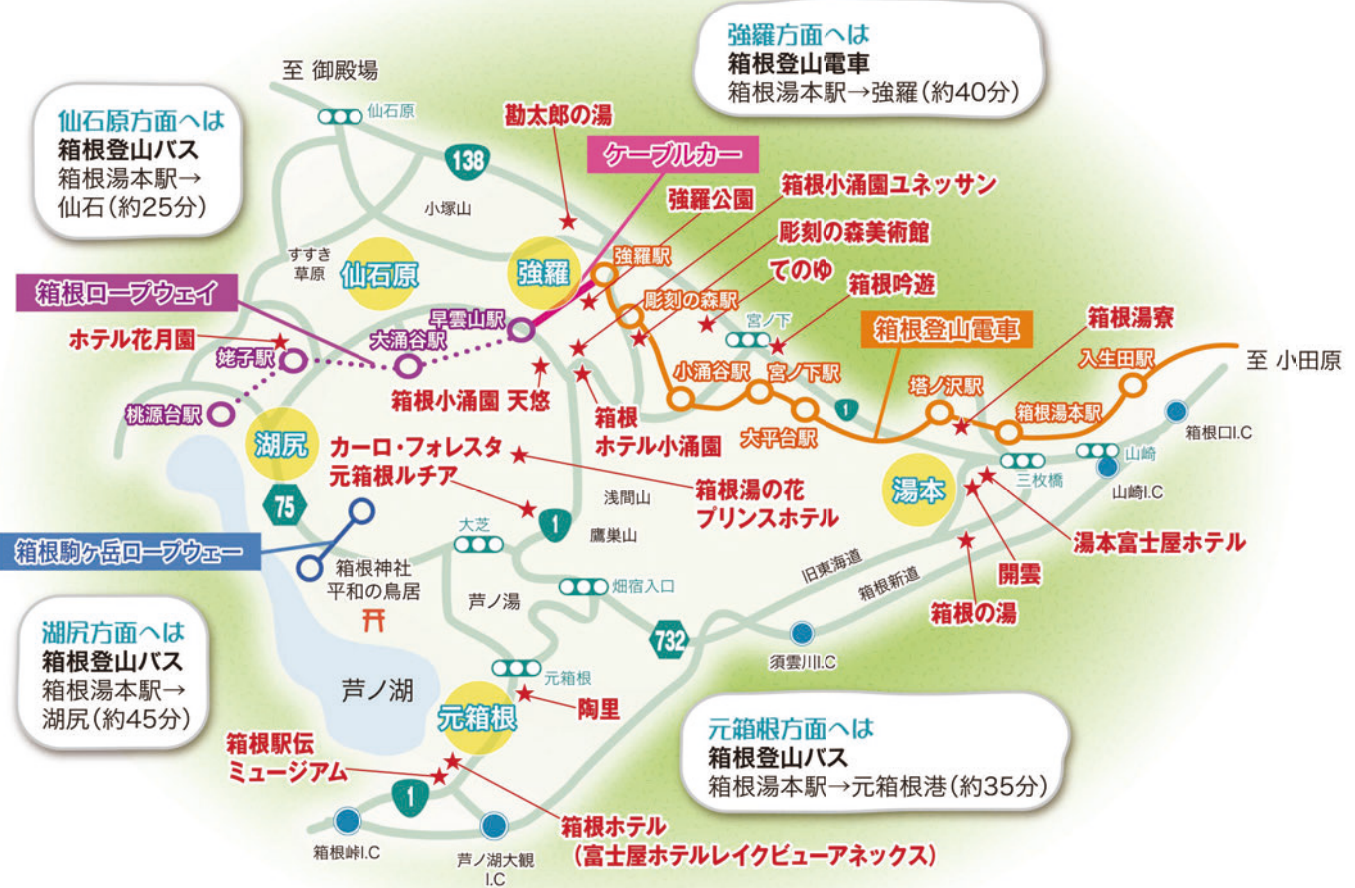 強羅方面へは
箱根登山電車
箱根湯本駅→強羅(約40分)
至 御殿場
仙石原
仙石原方面へは
箱根登山バス
箱根湯本駅→
仙石(約25分)
勘太郎の湯
138
ケーブルカー
小塚山
強羅公園
箱根小涌園ユネッサン
彫刻の森美術館
てのゆ
箱根吟遊
すすき
草原
仙石原
強羅
強羅駅
箱根ロープウェイ
彫刻の森駅
早雲山駅
大涌谷駅
宮ノ下
箱根登山電車
箱根湯寮
ホテル花月園
姥子駅
入生田駅
至 小田原
小涌谷駅
宮ノ下駅
塔ノ沢駅
箱根湯本駅
桃源台駅
箱根小涌園 天悠
箱根
ホテル小涌園
大平台駅
1
箱根口I.C
湖尻
カーロ・フォレスタ
元箱根ルチア
山崎
三枚橋
山崎I.C
湯本
75
浅間山
箱根湯の花
プリンスホテル
大芝
1
鷹巣山
湯本富士屋ホテル
箱根駒ヶ岳ロープウェー
箱根神社
平和の鳥居
芦ノ湯
畑宿入口
旧東海道
箱根新道
開雲
箱根の湯
湖尻方面へは
箱根登山バス
箱根湯本駅→
湖尻(約45分)
732
須雲川I.C
芦ノ湖
元箱根
元箱根
陶里
元箱根方面へは
箱根登山バス
箱根湯本駅→元箱根港(約35分)
箱根駅伝
ミュージアム
1
箱根ホテル
(富士屋ホテルレイクビューアネックス)
箱根峠I.C
芦ノ湖大観
I.C